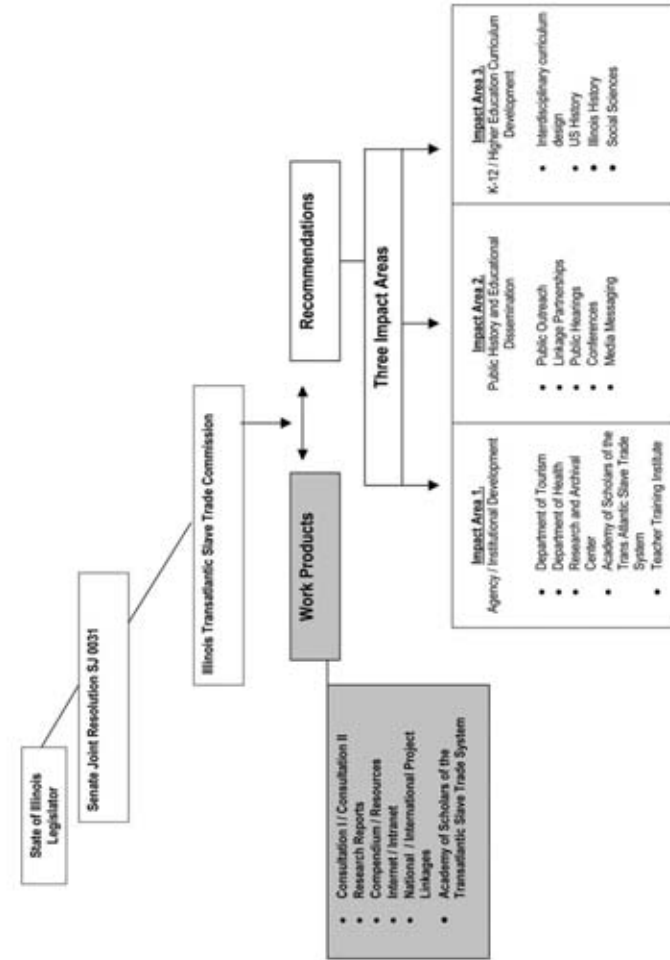 State of Illinois
Legislator
Senate Joint Resolution SJ 0031
Illinois Transatlantic Slave Trade Commission
Work Products
Recommendations
• Consultation I / Consultation II
• Research Reports
• Compendium / Resources
• Internet / Intranet
• National / International Project
Linkages
• Academy of Scholars of the
Transatlantic Slave Trade System
Three Impact Areas
Impact Area 1.
Agency / Institutional Development
• Department of Tourism
• Department of Health
• Research and Archival
Center
• Academy of Scholars of the
Trans Atlantic Slave Trade
System
• Teacher Training Institute
Impact Area 2.
Public History and Educational
Dissemination
• Public Outreach
• Linkage Partnerships
• Public Hearings
• Conferences
• Media Messaging
Impact Area 3.
K-12 / Higher Education Curriculum
Development
• Interdisciplinary curriculum
design
• US History
• Illinois History
• Social Sciences